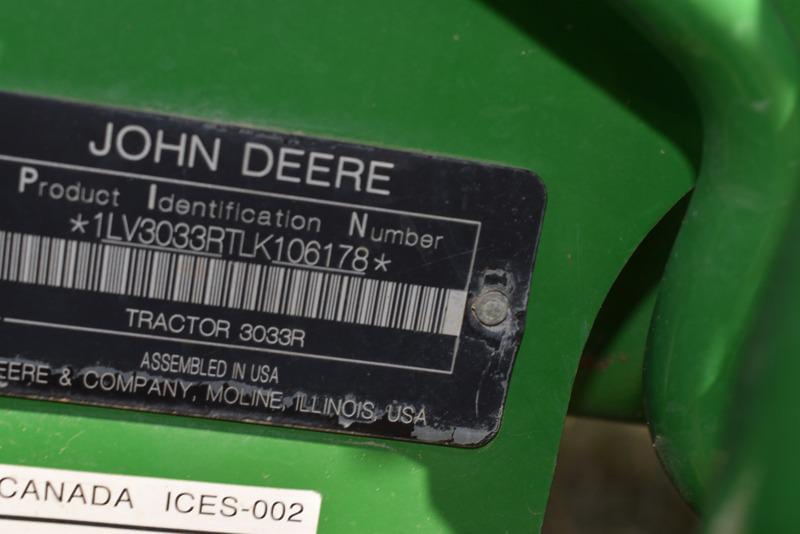 JOHN DEERE
Product Identification Number
*1LV3033RTLK106178*
TRACTOR 3033R
ASSEMBLED IN USA
EERE & COMPANY, MOLINE, ILLINOIS, USA
CANADA ICES-002